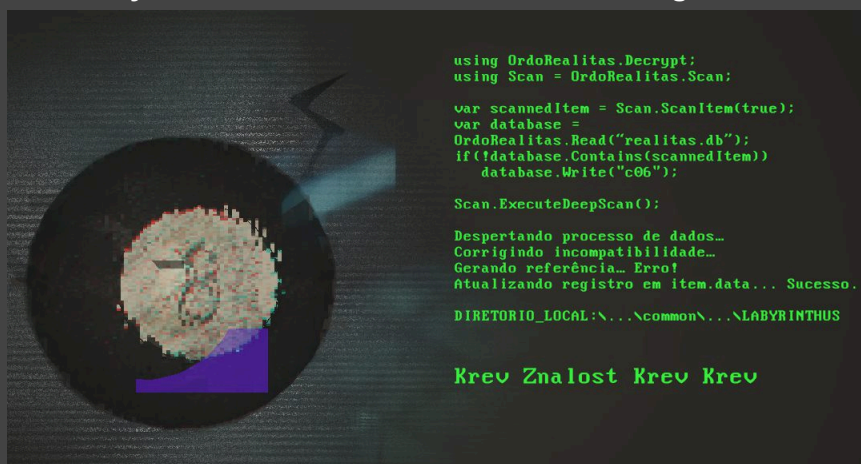 using OrdoRealitas.Decrypt;
using Scan = OrdoRealitas.Scan;
var scannedItem = Scan.ScanItem(true);
var database =
OrdoRealitas.Read("realitas.db");
if(!database.Contains(scannedItem))
database.Write("c06");
Scan.ExecuteDeepScan();
Despertando processo de dados…
Corrigindo incompatibilidade…
Gerando referência… Erro!
Atualizando registro em item.data... Sucesso.
DIRETORIO_LOCAL:\...\common\...\LABYRINTHUS
Krev Znalost Krev Krev